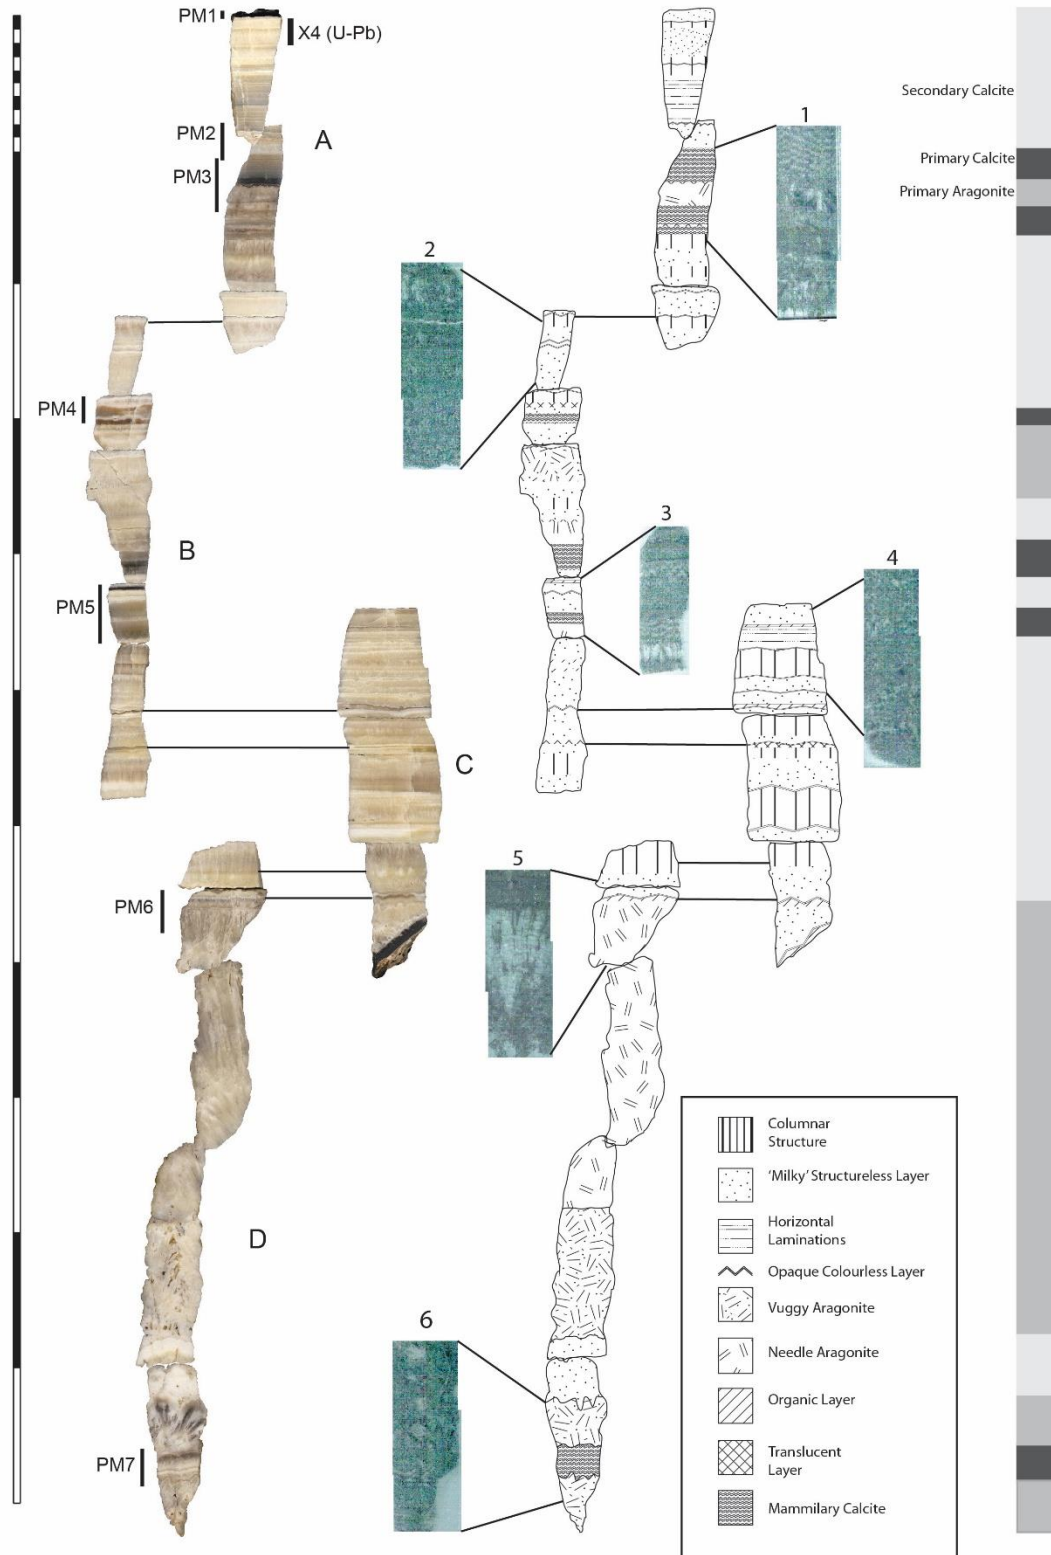 PM1
X4 (U-Pb)
PM2
A
PM3
Secondary Calcite
Primary Calcite
Primary Aragonite
1
2
PM4
B
3
4
PM5
C
5
PM6
D
6
PM7
Columnar
Structure
'Milky' Structureless Layer
Horizontal
Laminations
Opaque Colourless Layer
Vuggy Aragonite
Needle Aragonite
Organic Layer
Translucent
Layer
Mammilary Calcite